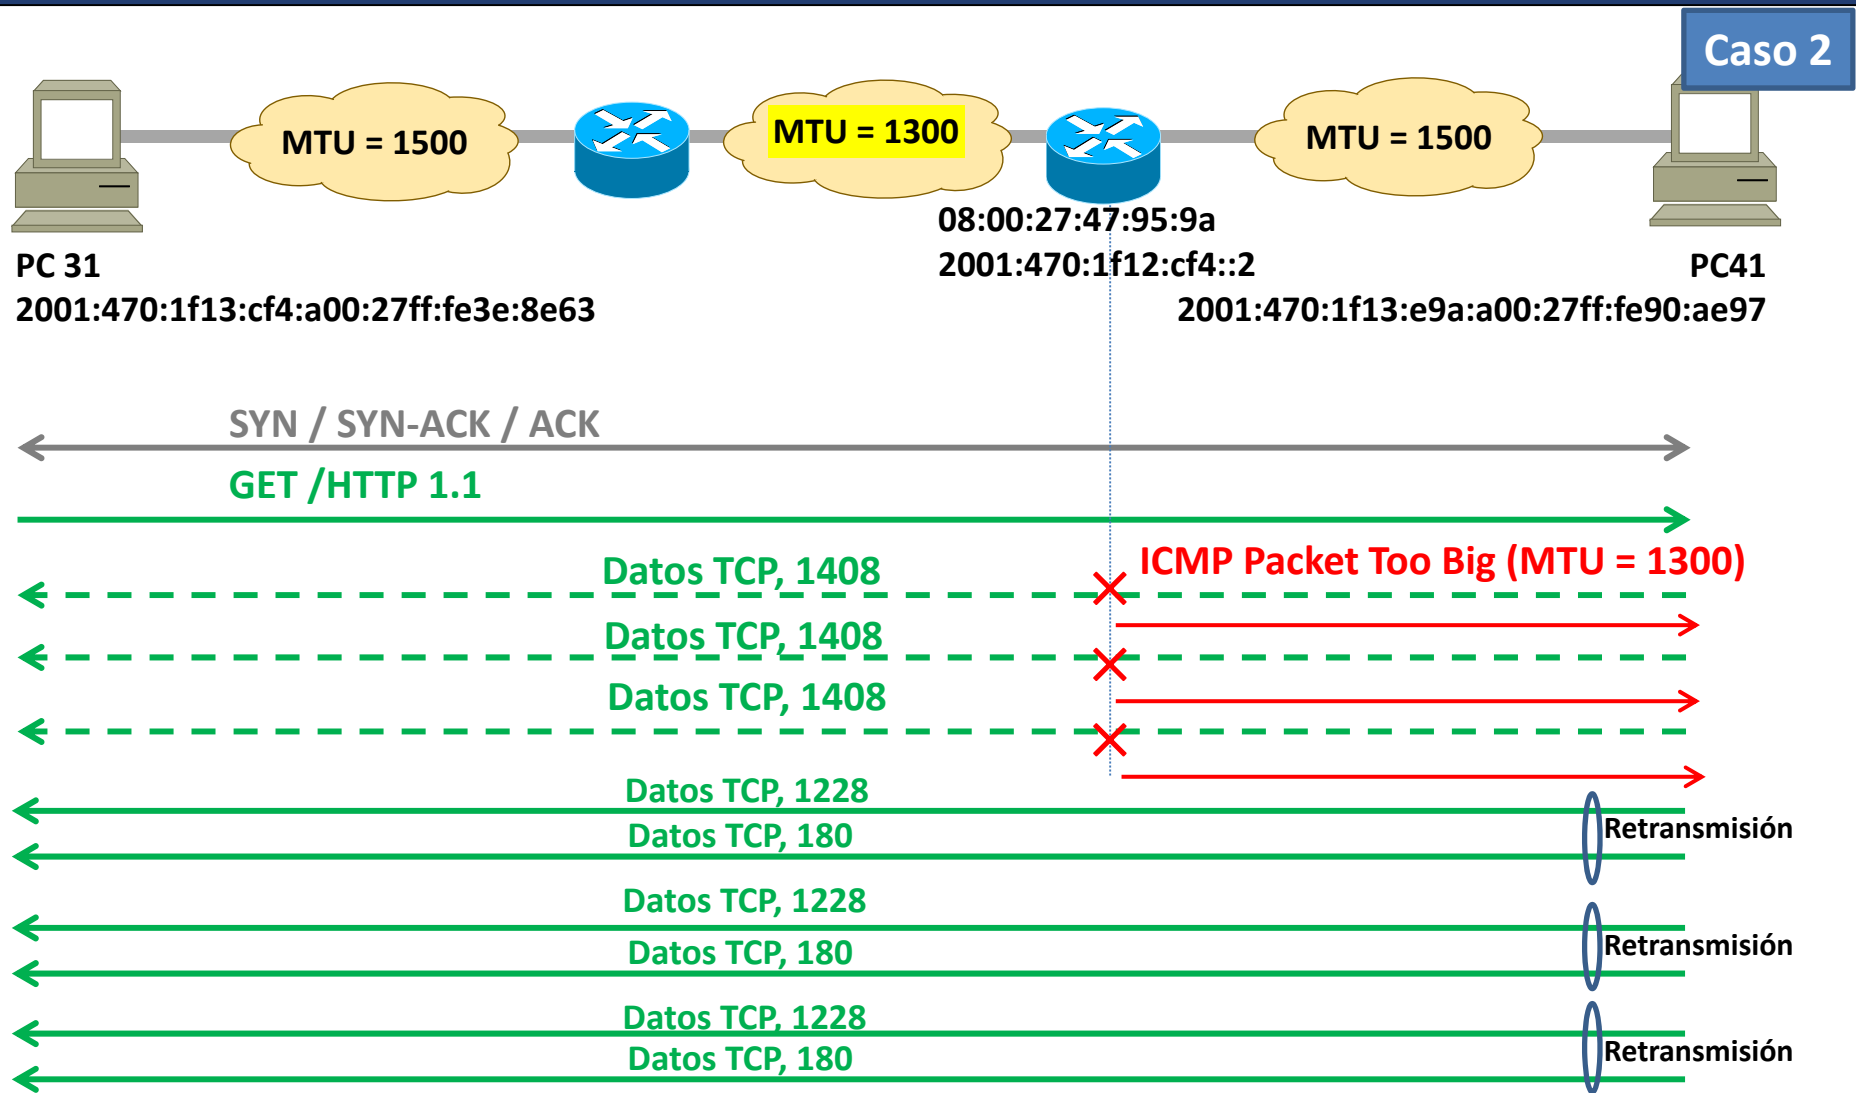 Caso 2
MTU = 1500
MTU = 1300
MTU = 1500
08:00:27:47:95:9a
2001:470:1f12:cf4::2
PC 31
2001:470:1f13:cf4:a00:27ff:fe3e:8e63
PC41
2001:470:1f13:e9a:a00:27ff:fe90:ae97
SYN / SYN-ACK / ACK
GET /HTTP 1.1
ICMP Packet Too Big (MTU = 1300)
Datos TCP, 1408
Datos TCP, 1408
Datos TCP, 1408
Datos TCP, 1228
Datos TCP, 180
Retransmisión
Datos TCP, 1228
Datos TCP, 180
Retransmisión
Datos TCP, 1228
Datos TCP, 180
Retransmisión